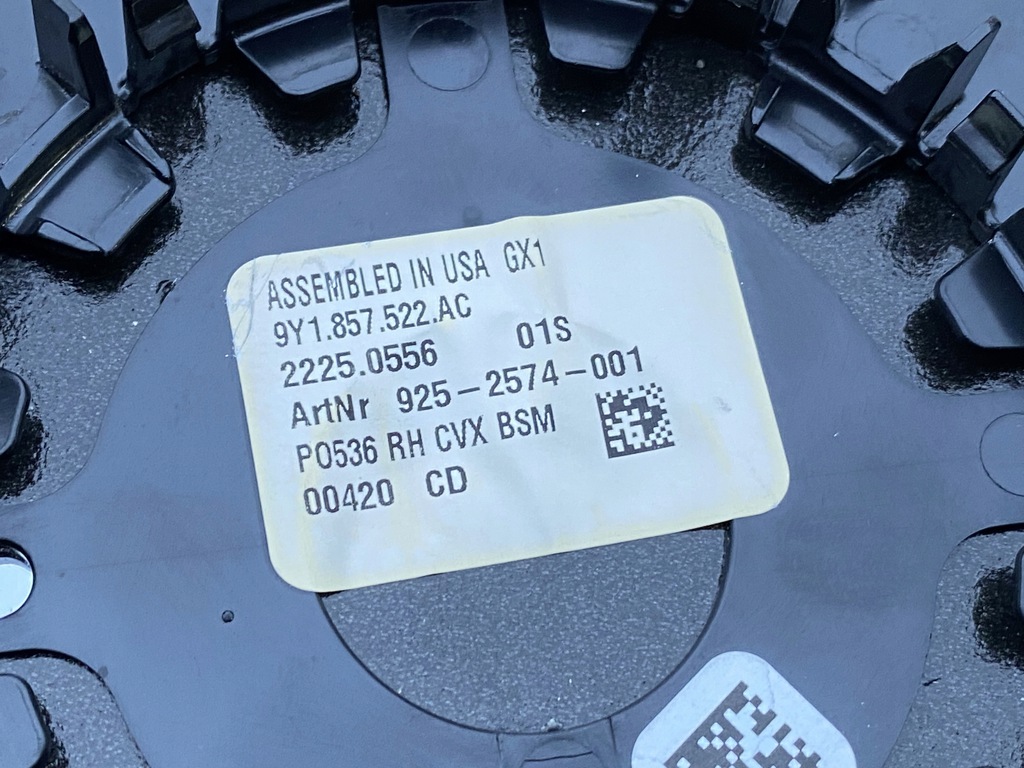 ASSEMBLED IN USA GX1
9Y1.857.522.AC
2225.0556 01S
ArtNr 925-2574-001
P0536 RH CVX BSM
00420 CD